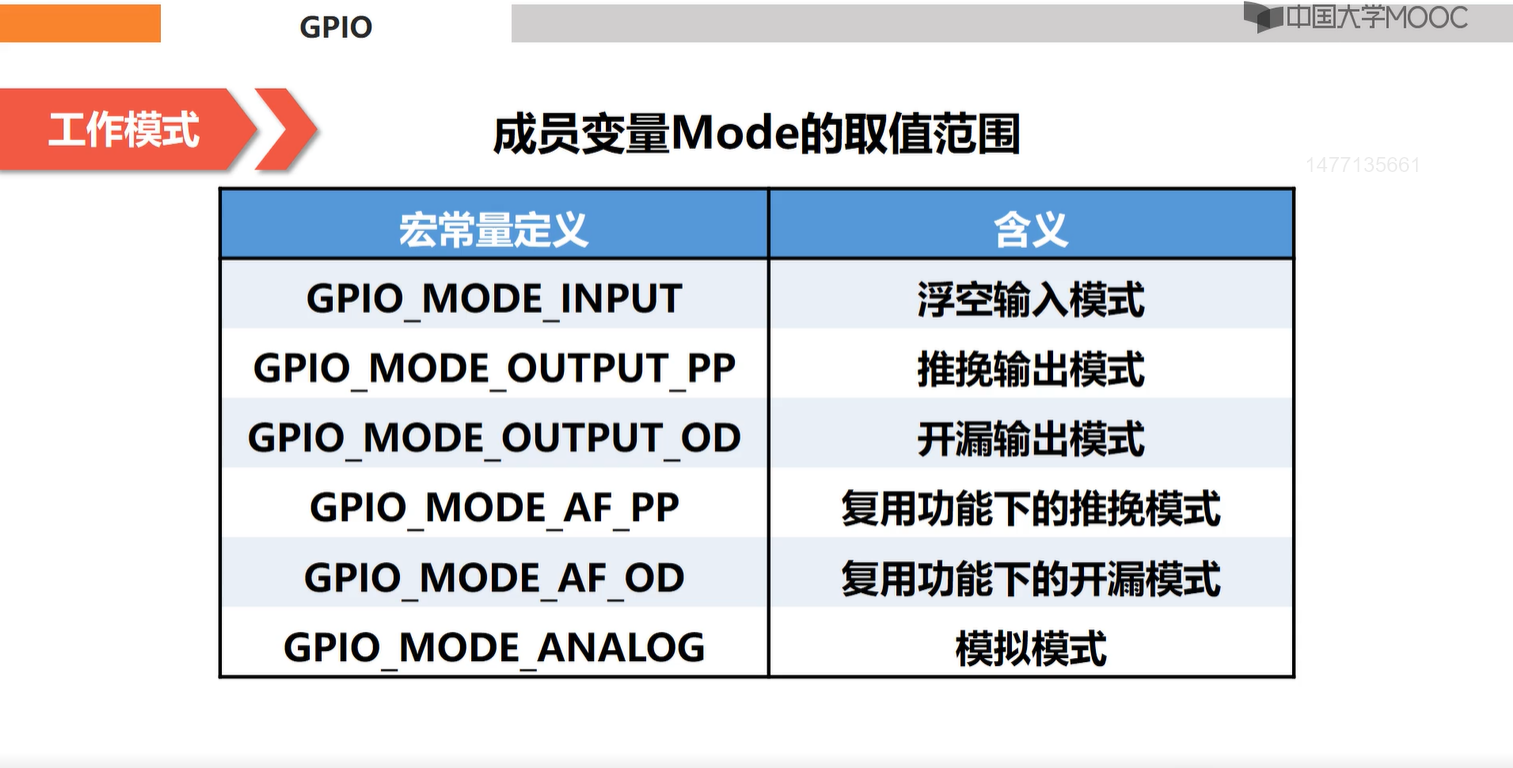 GPIO
中国大学MOOC
工作模式
成员变量Mode的取值范围
1477135661
宏常量定义 含义
GPIO_MODE_INPUT 浮空输入模式
GPIO_MODE_OUTPUT_PP 推挽输出模式
GPIO_MODE_OUTPUT_OD 开漏输出模式
GPIO_MODE_AF_PP 复用功能下的推挽模式
GPIO_MODE_AF_OD 复用功能下的开漏模式
GPIO_MODE_ANALOG 模拟模式